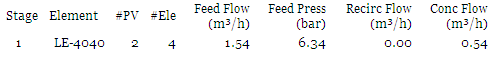 Stage Element #PV #Ele Feed Flow (m³/h) Feed Press (bar) Recirc Flow (m³/h) Conc Flow (m³/h)
1 LE-4040 2 4 1.54 6.34 0.00 0.54